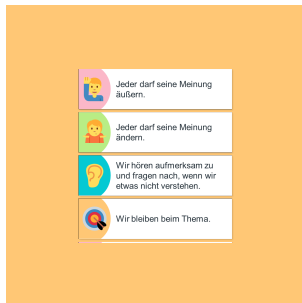 Jeder darf seine Meinung
äußern.
Jeder darf seine Meinung
ändern.
Wir hören aufmerksam zu
und fragen nach, wenn wir
etwas nicht verstehen.
Wir bleiben beim Thema.